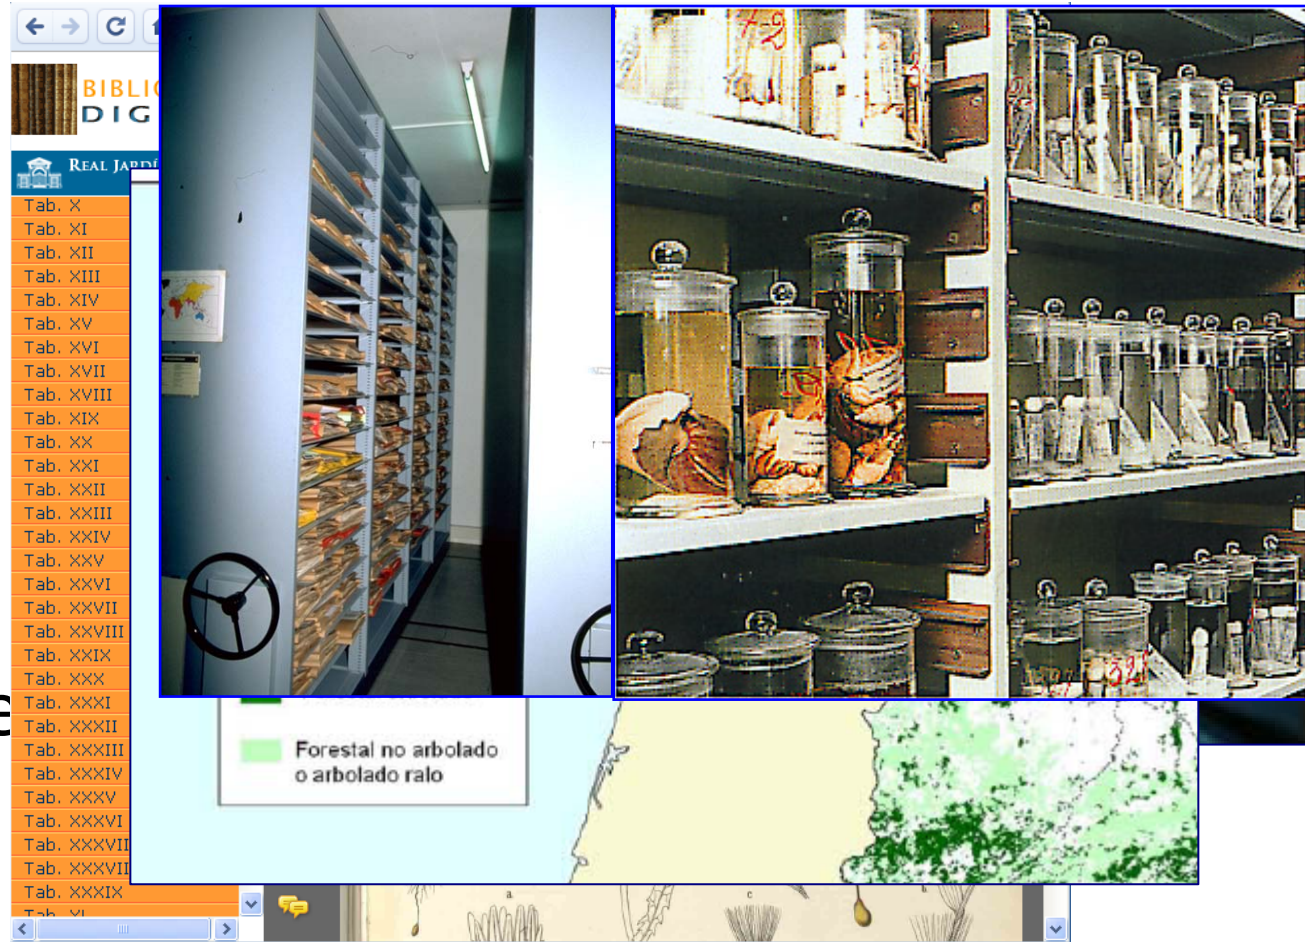 BIBLI
DIG
REAL JARDÍ
Tab. X
Tab. XI
Tab. XII
Tab. XIII
Tab. XIV
Tab. XV
Tab. XVI
Tab. XVII
Tab. XVIII
Tab. XIX
Tab. XX
Tab. XXI
Tab. XXII
Tab. XXIII
Tab. XXIV
Tab. XXV
Tab. XXVI
Tab. XXVII
Tab. XXVIII
Tab. XXIX
Tab. XXX
Tab. XXXI
Tab. XXXII
Tab. XXXIII
Tab. XXXIV
Tab. XXXV
Tab. XXXVI
Tab. XXXVII
Tab. XXXVII
Tab. XXXIX
Forestal no arbolado
o arbolado ralo
a
c